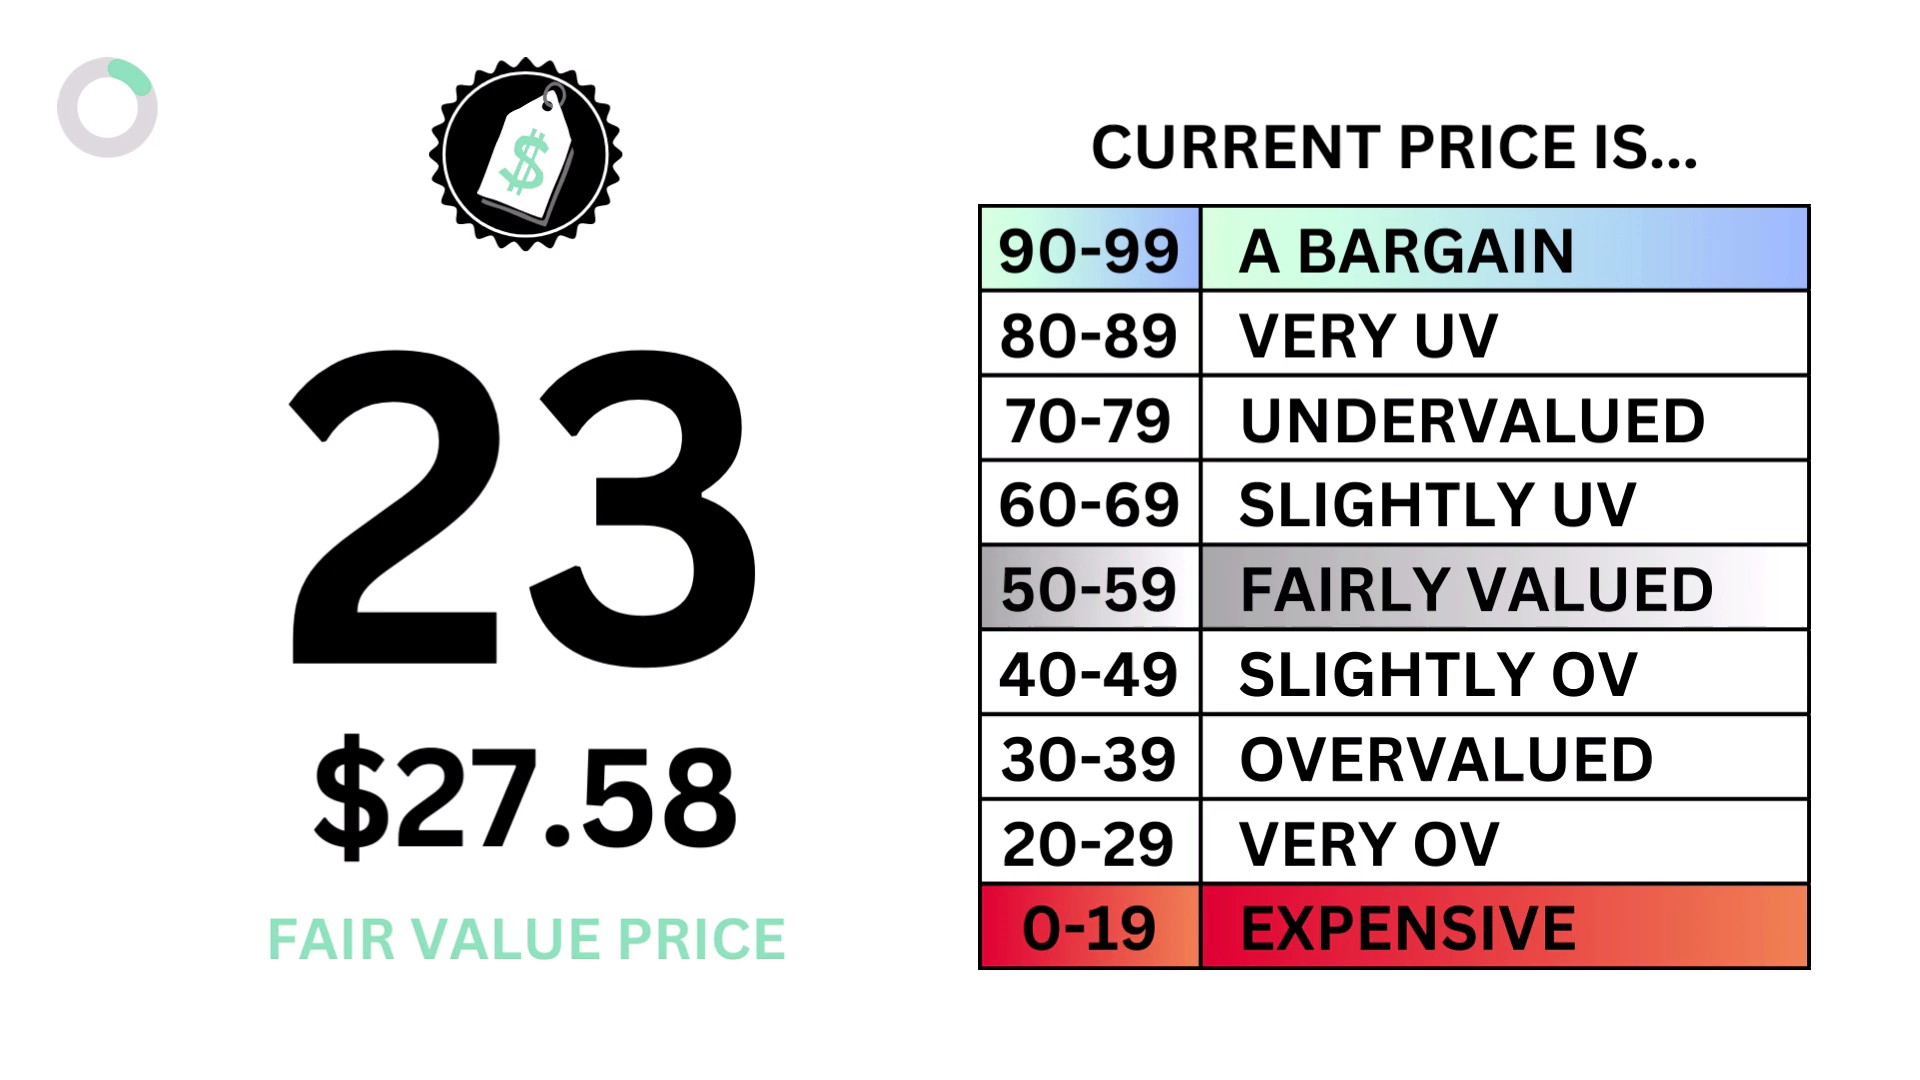 $
23
$27.58
FAIR VALUE PRICE
CURRENT PRICE IS...
90-99 A BARGAIN
80-89 VERY UV
70-79 UNDERVALUED
60-69 SLIGHTLY UV
50-59 FAIRLY VALUED
40-49 SLIGHTLY OV
30-39 OVERVALUED
20-29 VERY OV
0-19 EXPENSIVE